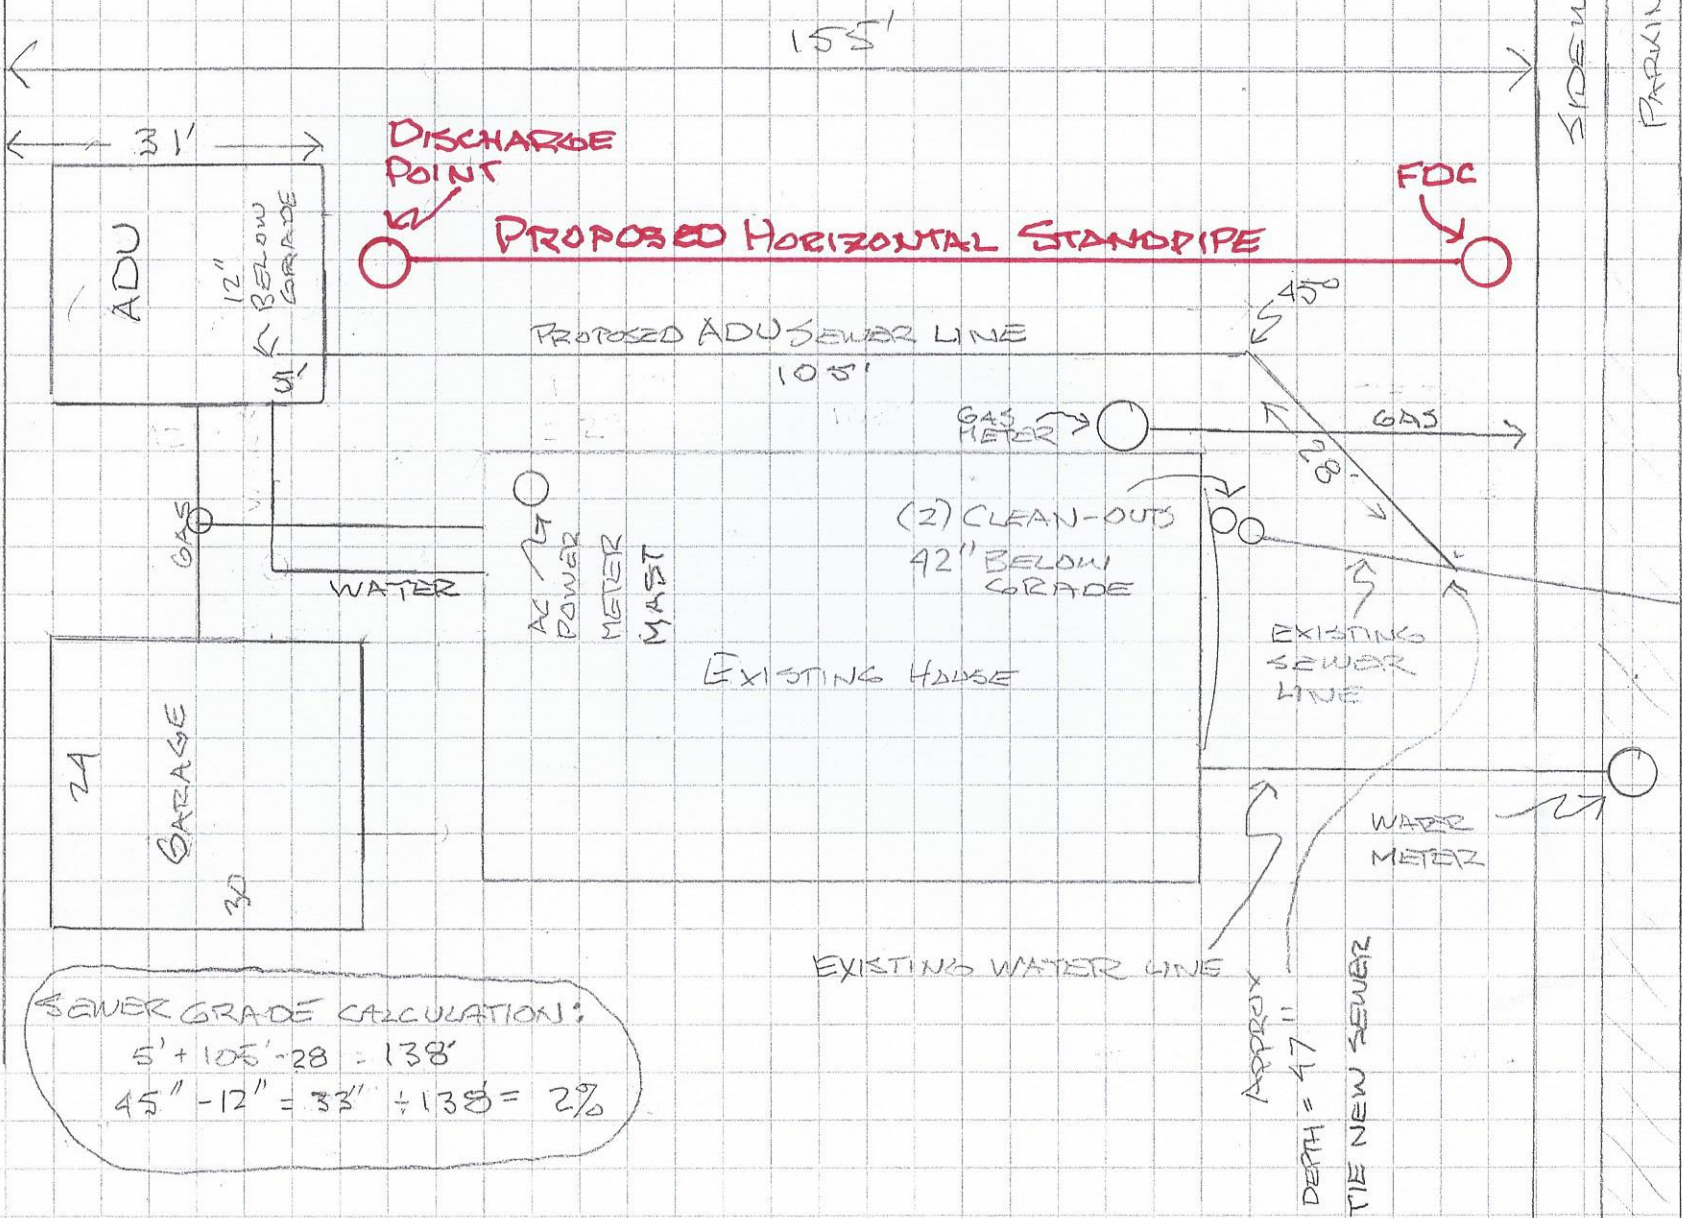 155'
SIDEW
PARKIN
31'
DISCHARGE
POINT
FDC
PROPOSED HORIZONTAL STANDPIPE
ADU
12"
BELOW
GRADE
5'
45°
PROPOSED ADU SEWER LINE
105'
GAS
METER
GAS
28'
(2) CLEAN-OUTS
42" BELOW
GRADE
GAS
WATER
AC
POWER
METER
MAST
EXISTING HOUSE
EXISTING
SEWER
LINE
24
GARAGE
30
WATER
METER
EXISTING WATER LINE
APPROX
DEPTH = 47"
TIE NEW SEWER
SEWER GRADE CALCULATION:
5' + 105' - 28 = 138'
45" - 12" = 33" ÷ 138 = 2%